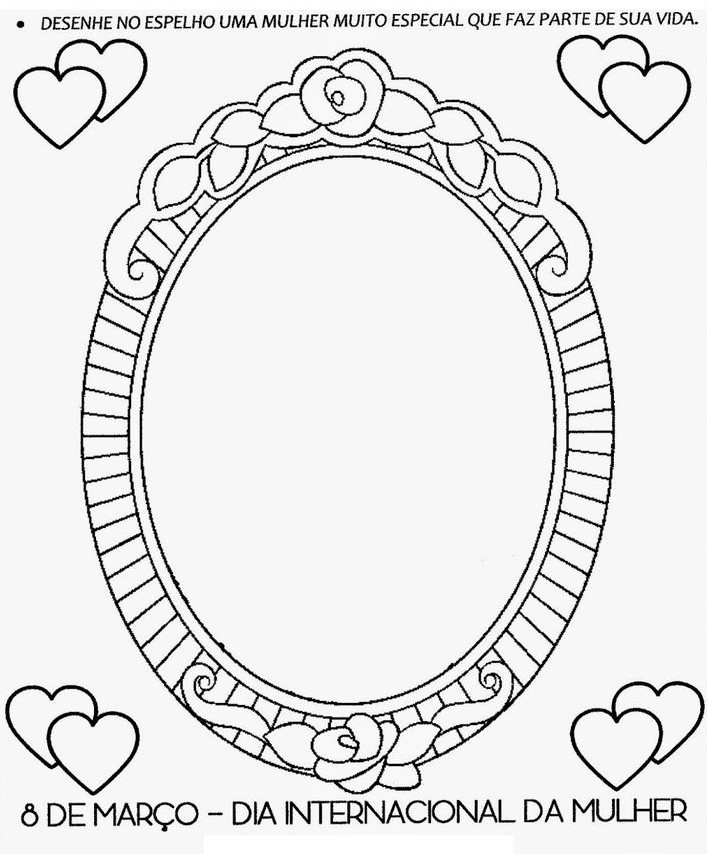 • DESENHE NO ESPELHO UMA MULHER MUITO ESPECIAL QUE FAZ PARTE DE SUA VIDA.
8 DE MARÇO - DIA INTERNACIONAL DA MULHER